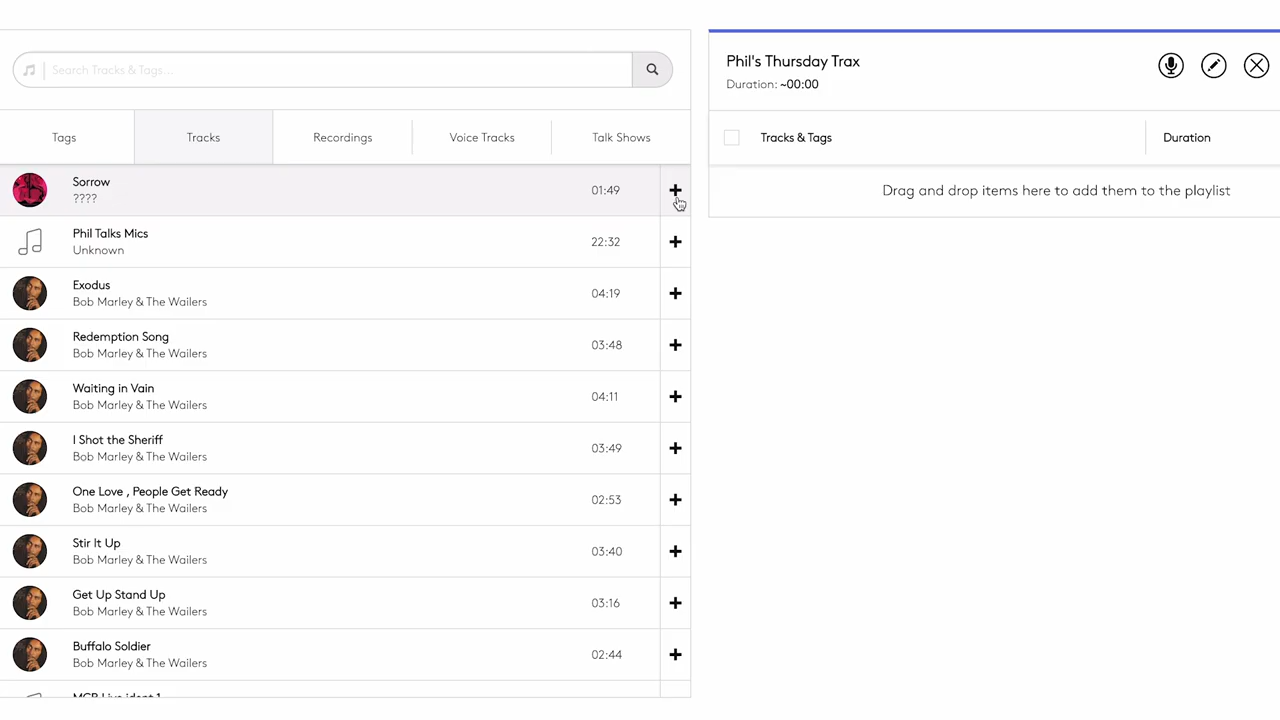 Search Tracks & Tags...
Tags
Tracks
Recordings
Voice Tracks
Talk Shows
Sorrow
????
01:49
Phil Talks Mics
Unknown
22:32
Exodus
Bob Marley & The Wailers
04:19
Redemption Song
Bob Marley & The Wailers
03:48
Waiting in Vain
Bob Marley & The Wailers
04:11
I Shot the Sheriff
Bob Marley & The Wailers
03:49
One Love , People Get Ready
Bob Marley & The Wailers
02:53
Stir It Up
Bob Marley & The Wailers
03:40
Get Up Stand Up
Bob Marley & The Wailers
03:16
Buffalo Soldier
Bob Marley & The Wailers
02:44
Phil's Thursday Trax
Duration: ~00:00
Tracks & Tags
Duration
Drag and drop items here to add them to the playlist